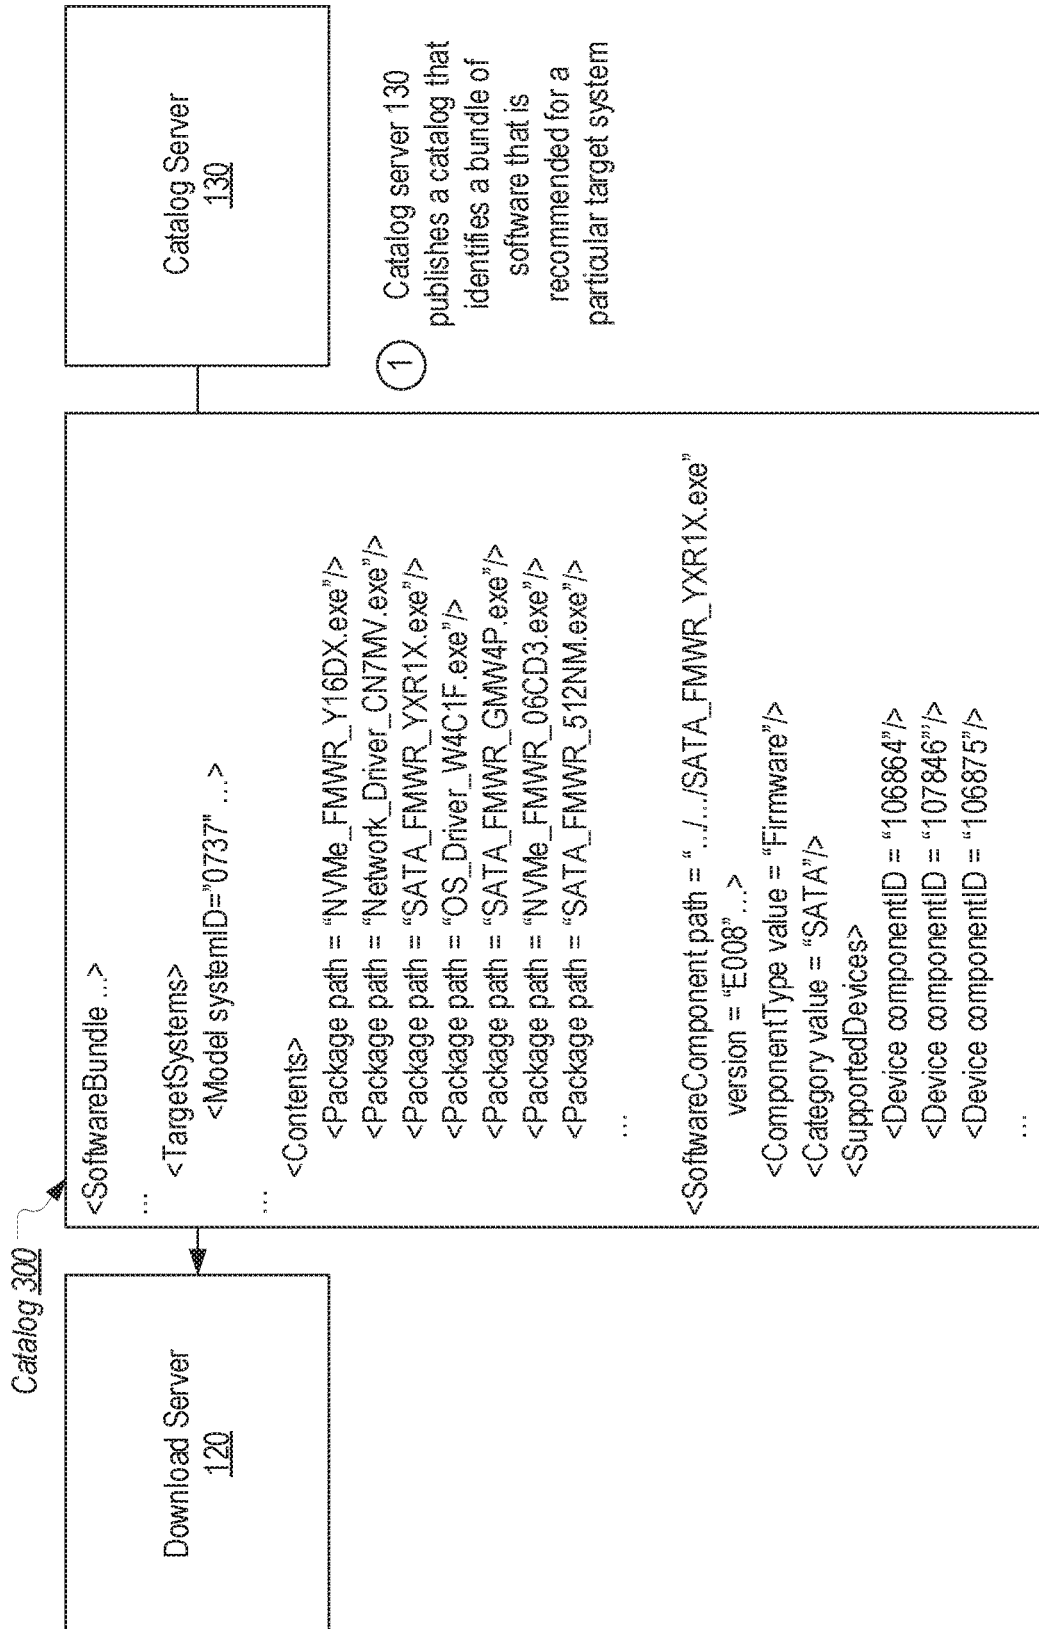 Catalog 300
Download Server
120
<SoftwareBundle ...>
...
<TargetSystems>
<Model systemID="0737" ...>
...
<Contents>
<Package path = “NVMe_FMWR_Y16DX.exe”/>
<Package path = “Network_Driver_CN7MV.exe”/>
<Package path = “SATA_FMWR_YXR1X.exe”/>
<Package path = “OS_Driver_W4C1F.exe”/>
<Package path = “SATA_FMWR_GMW4P.exe”/>
<Package path = “NVMe_FMWR_06CD3.exe”/>
<Package path = “SATA_FMWR_512NM.exe”/>
...
<SoftwareComponent path = “.../.../SATA_FMWR_YXR1X.exe”
version = “E008”...>
<ComponentType value = “Firmware”/>
<Category value = “SATA”/>
<SupportedDevices>
<Device componentID = “106864”/>
<Device componentID = “107846”’/>
<Device componentID = “106875”/>
...
Catalog Server
130
1
Catalog server 130
publishes a catalog that
identifies a bundle of
software that is
recommended for a
particular target system